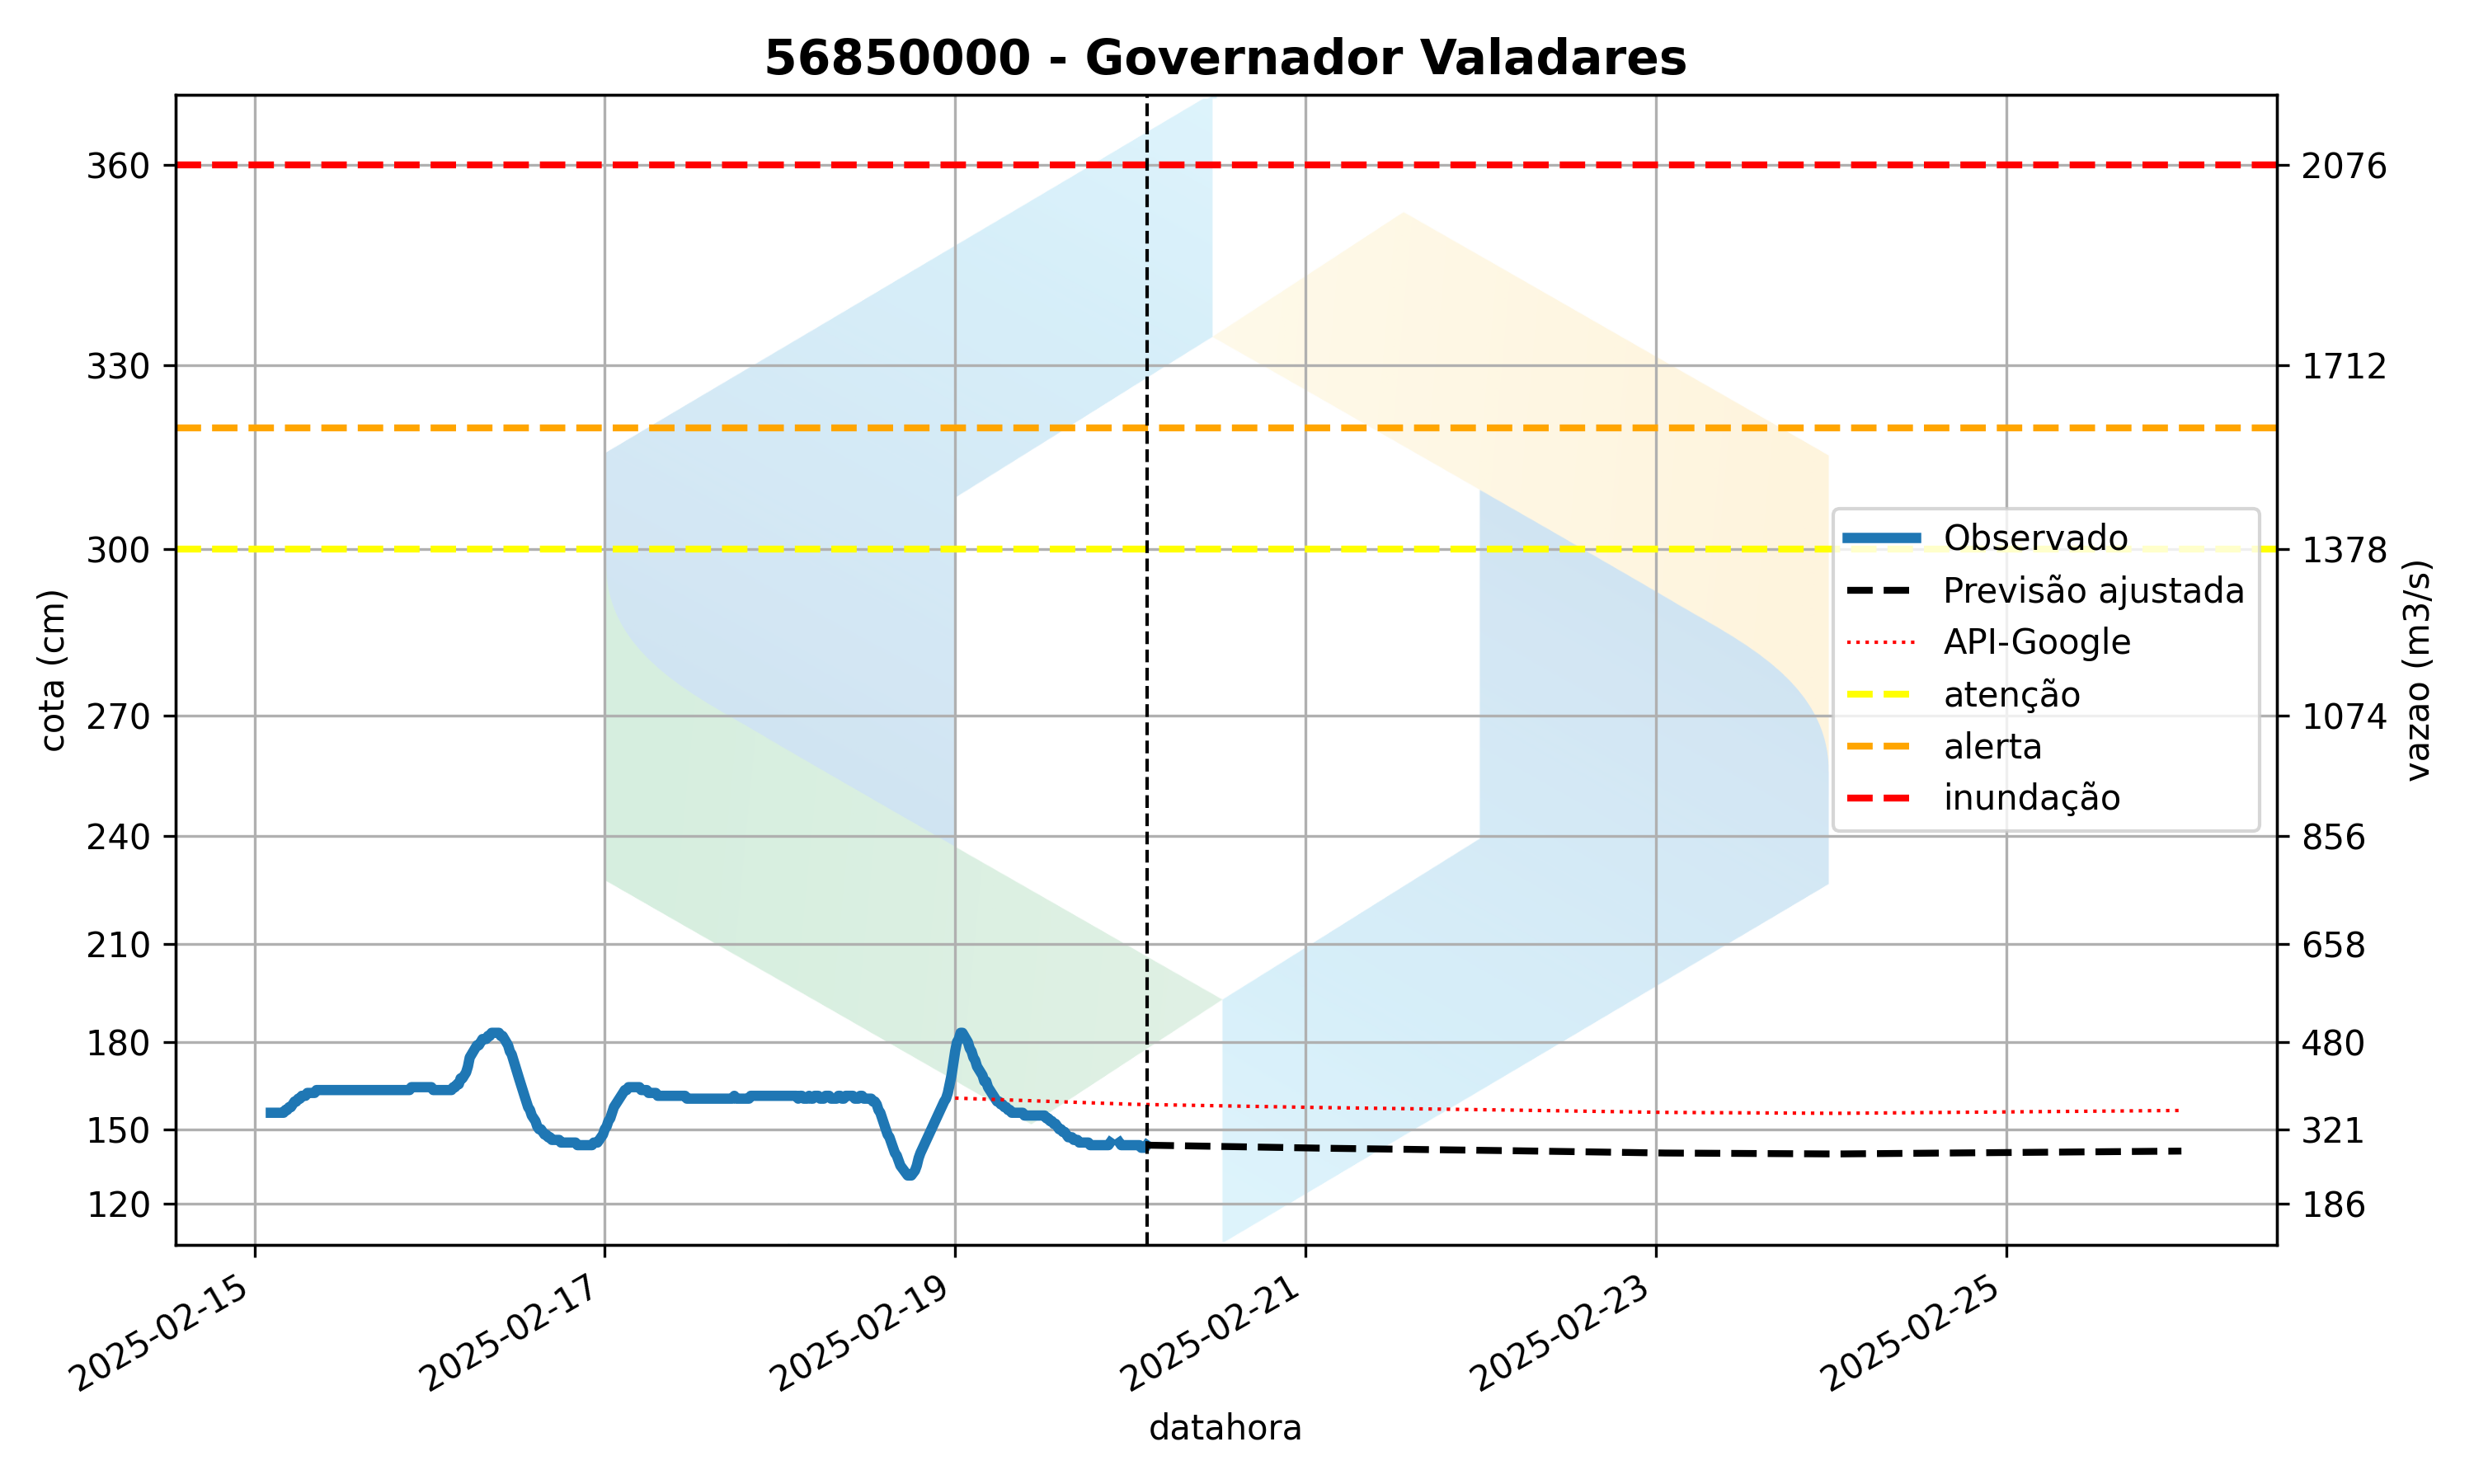 56850000 - Governador Valadares
cota (cm)
360
330
300
270
240
210
180
150
120
2076
1712
1378
1074
856
658
480
321
186
vazao (m3/s)
Observado
Previsão ajustada
API-Google
atenção
alerta
inundação
2025-02-15
2025-02-17
2025-02-19
2025-02-21
2025-02-23
2025-02-25
datahora